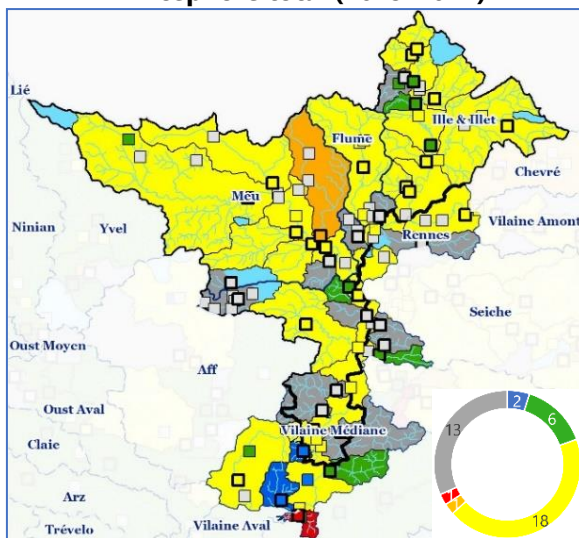 Lié
Flume
Ille & Illet
Chevré
Meu
Ninian
Yvel
Rennes
Vilaine Amont
Seiche
Oust Moyen
Aff
Oust Aval
Claie
Vilaine Médiane
Arz
Vilaine Aval
Trévelo
2
6
13
18